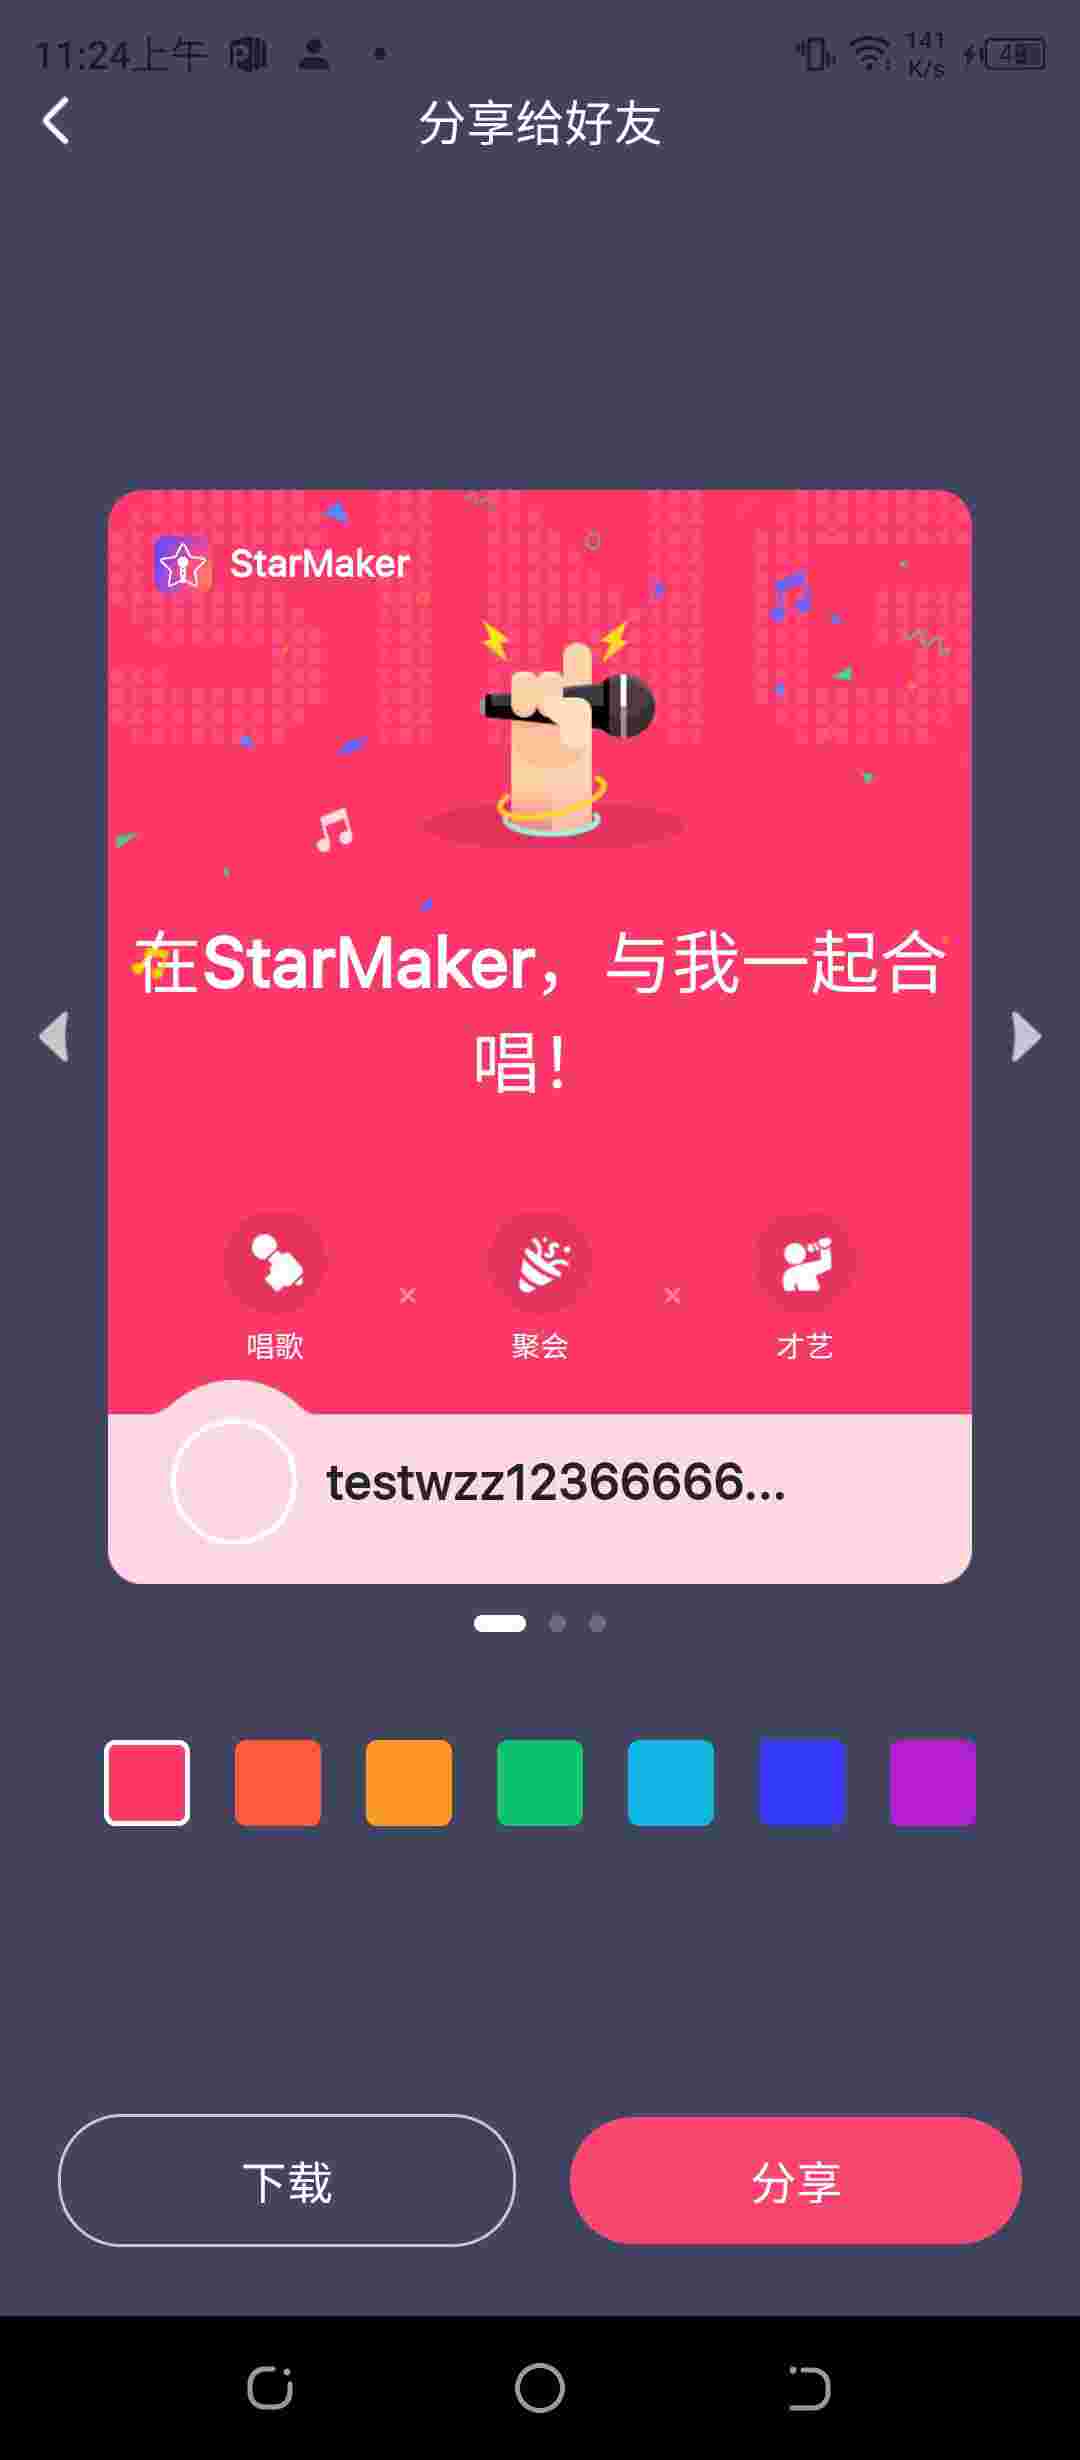 11:24上午
141
K/s
分享给好友
StarMaker
在StarMaker，与我一起合
唱！
唱歌
聚会
才艺
testwzz12366666...
下载
分享